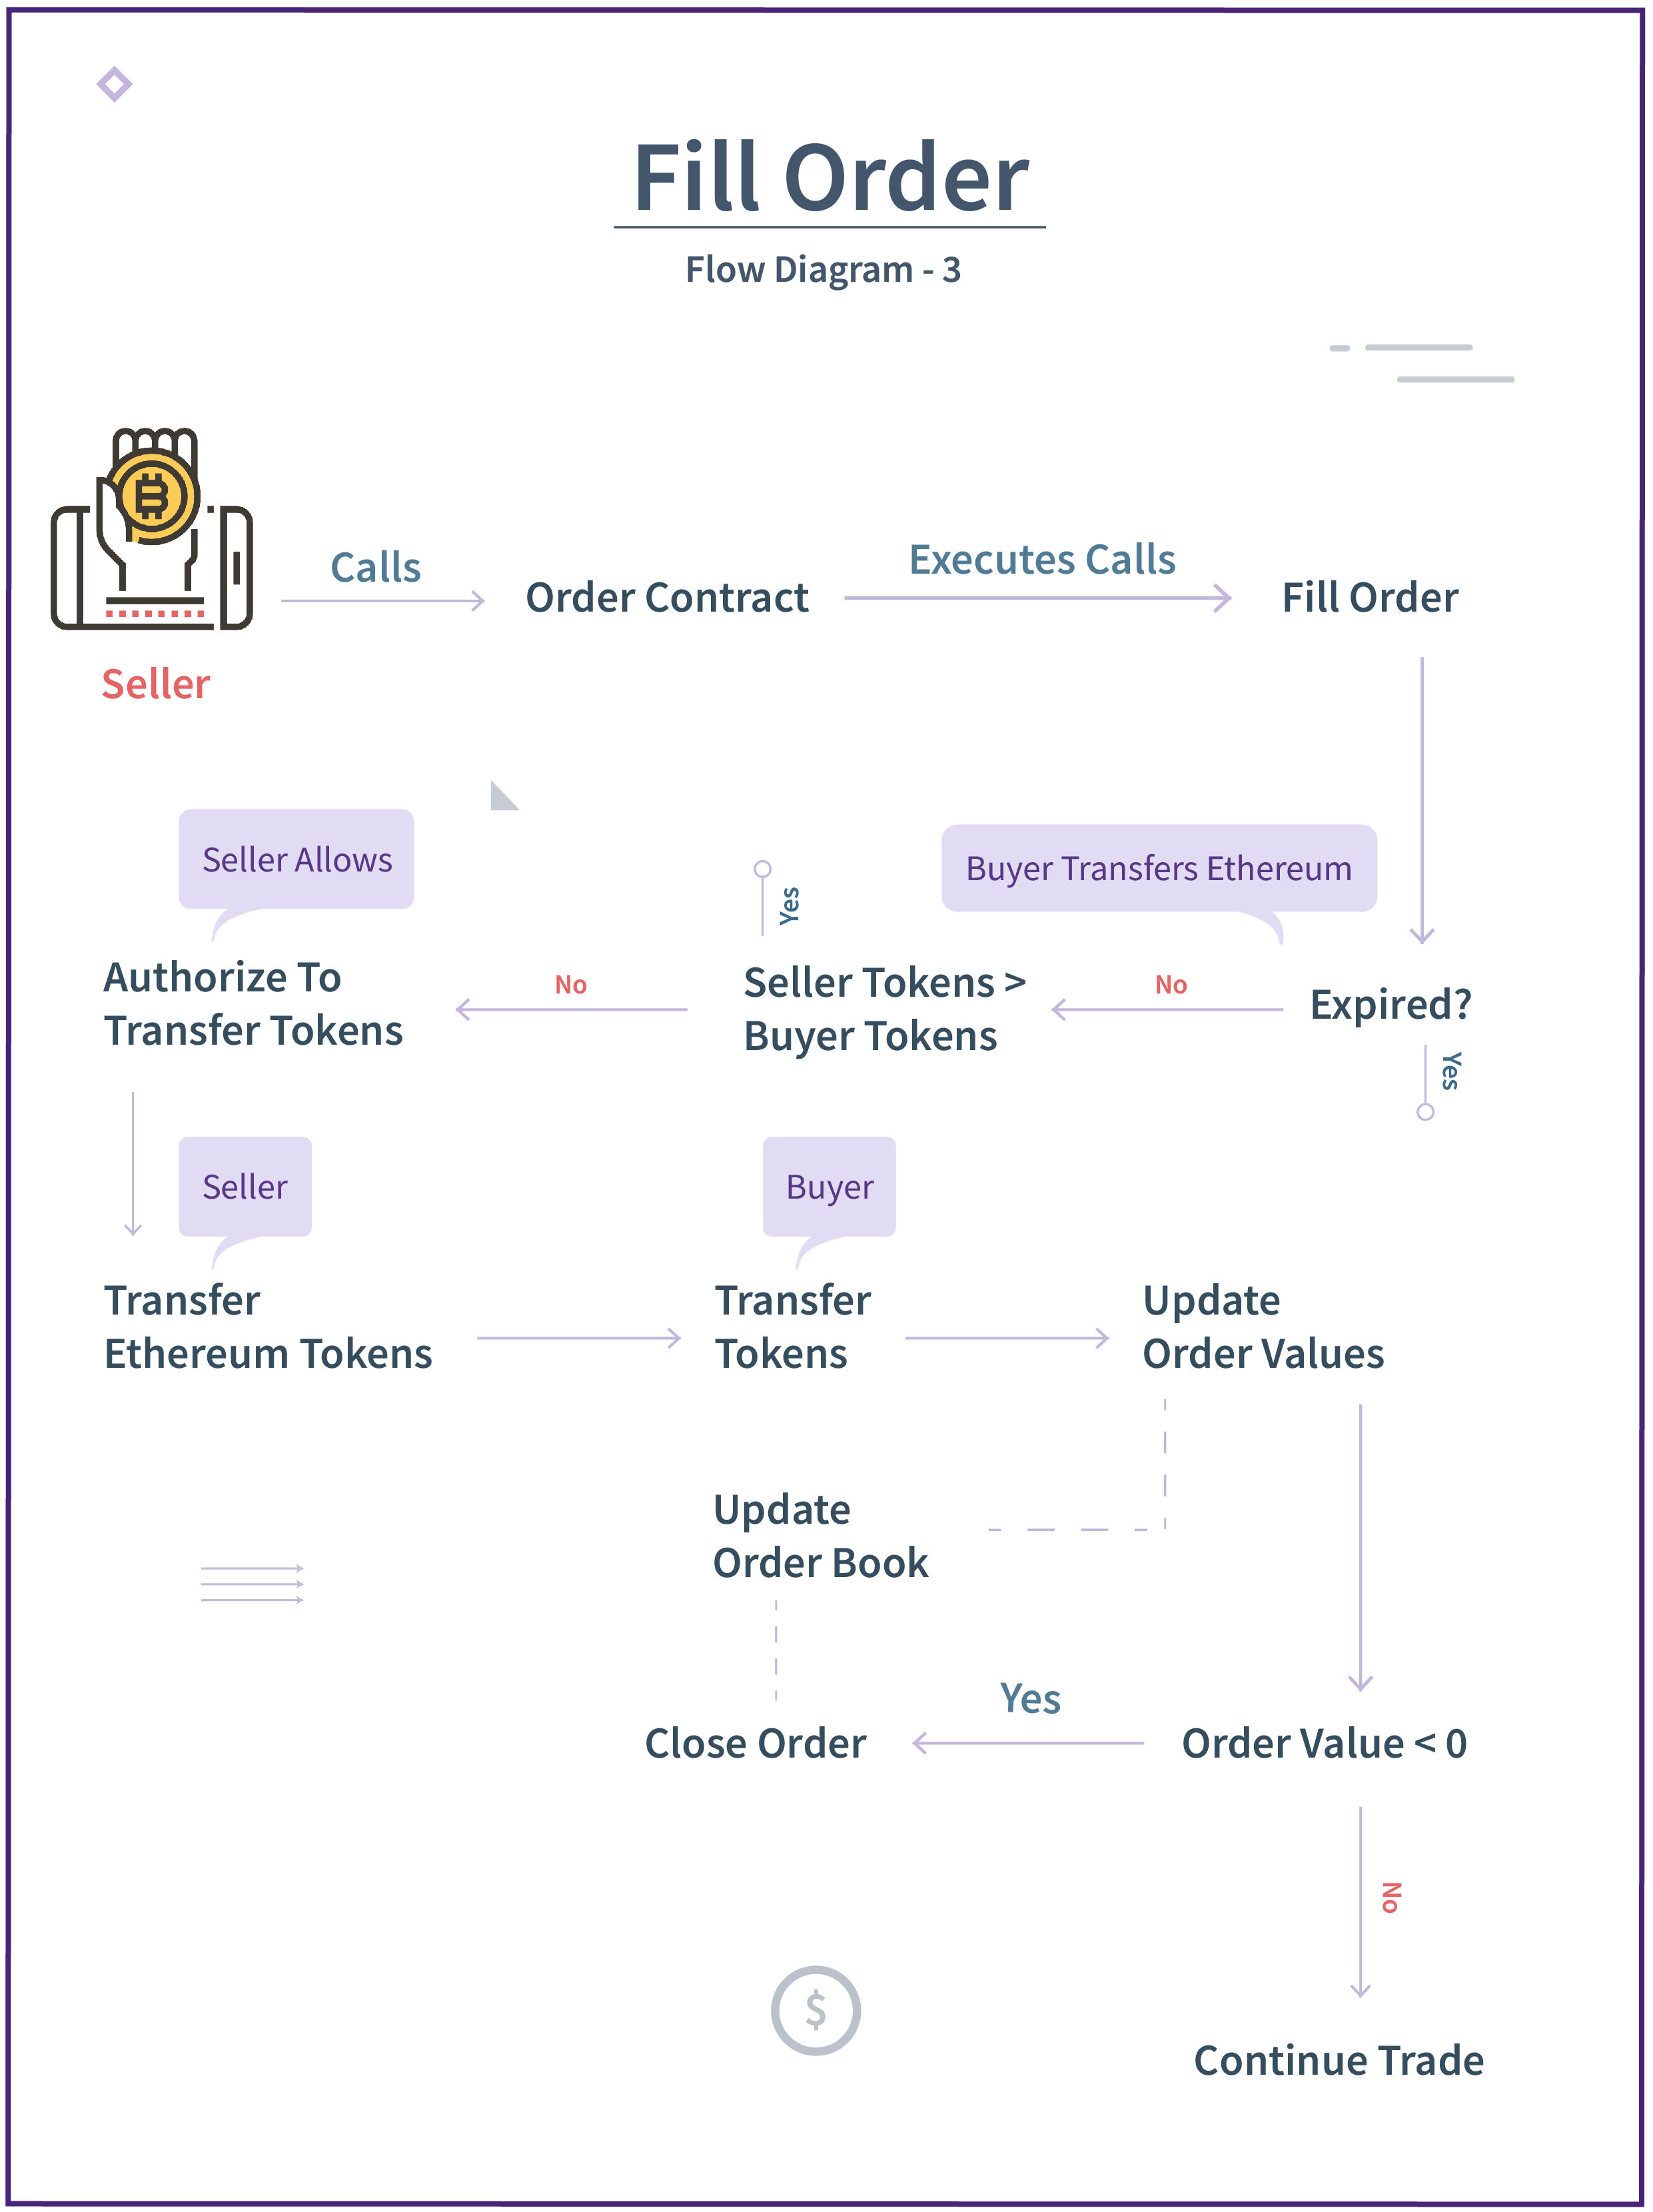 Fill Order
Flow Diagram - 3
Calls
Executes Calls
Order Contract
Fill Order
Seller
Seller Allows
Buyer Transfers Ethereum
Yes
Authorize To
Transfer Tokens
No
Seller Tokens >
Buyer Tokens
No
Expired?
Yes
Seller
Buyer
Transfer
Ethereum Tokens
Transfer
Tokens
Update
Order Values
Update
Order Book
Yes
Close Order
Order Value < 0
No
$
Continue Trade